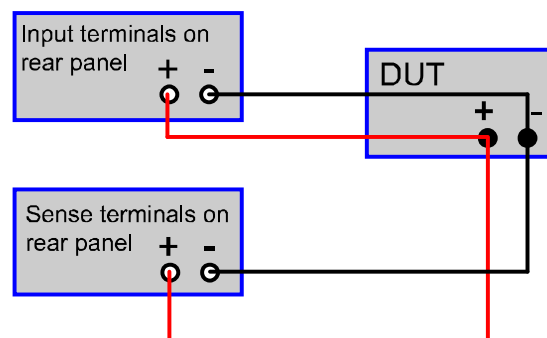 Input terminals on
rear panel
+ -
DUT
+ -
Sense terminals on
rear panel
+ -